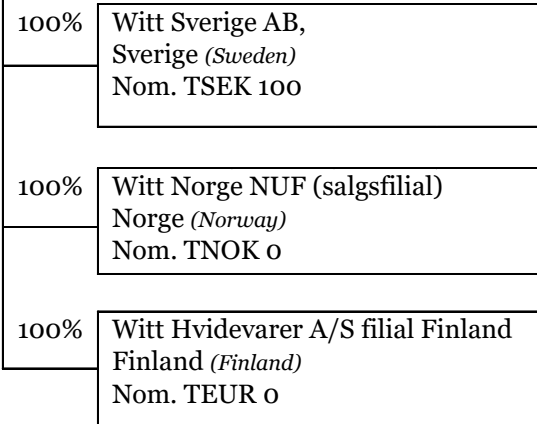 100% Witt Sverige AB,
Sverige (Sweden)
Nom. TSEK 100
100% Witt Norge NUF (salgsfilial)
Norge (Norway)
Nom. TNOK 0
100% Witt Hvidevarer A/S filial Finland
Finland (Finland)
Nom. TEUR 0